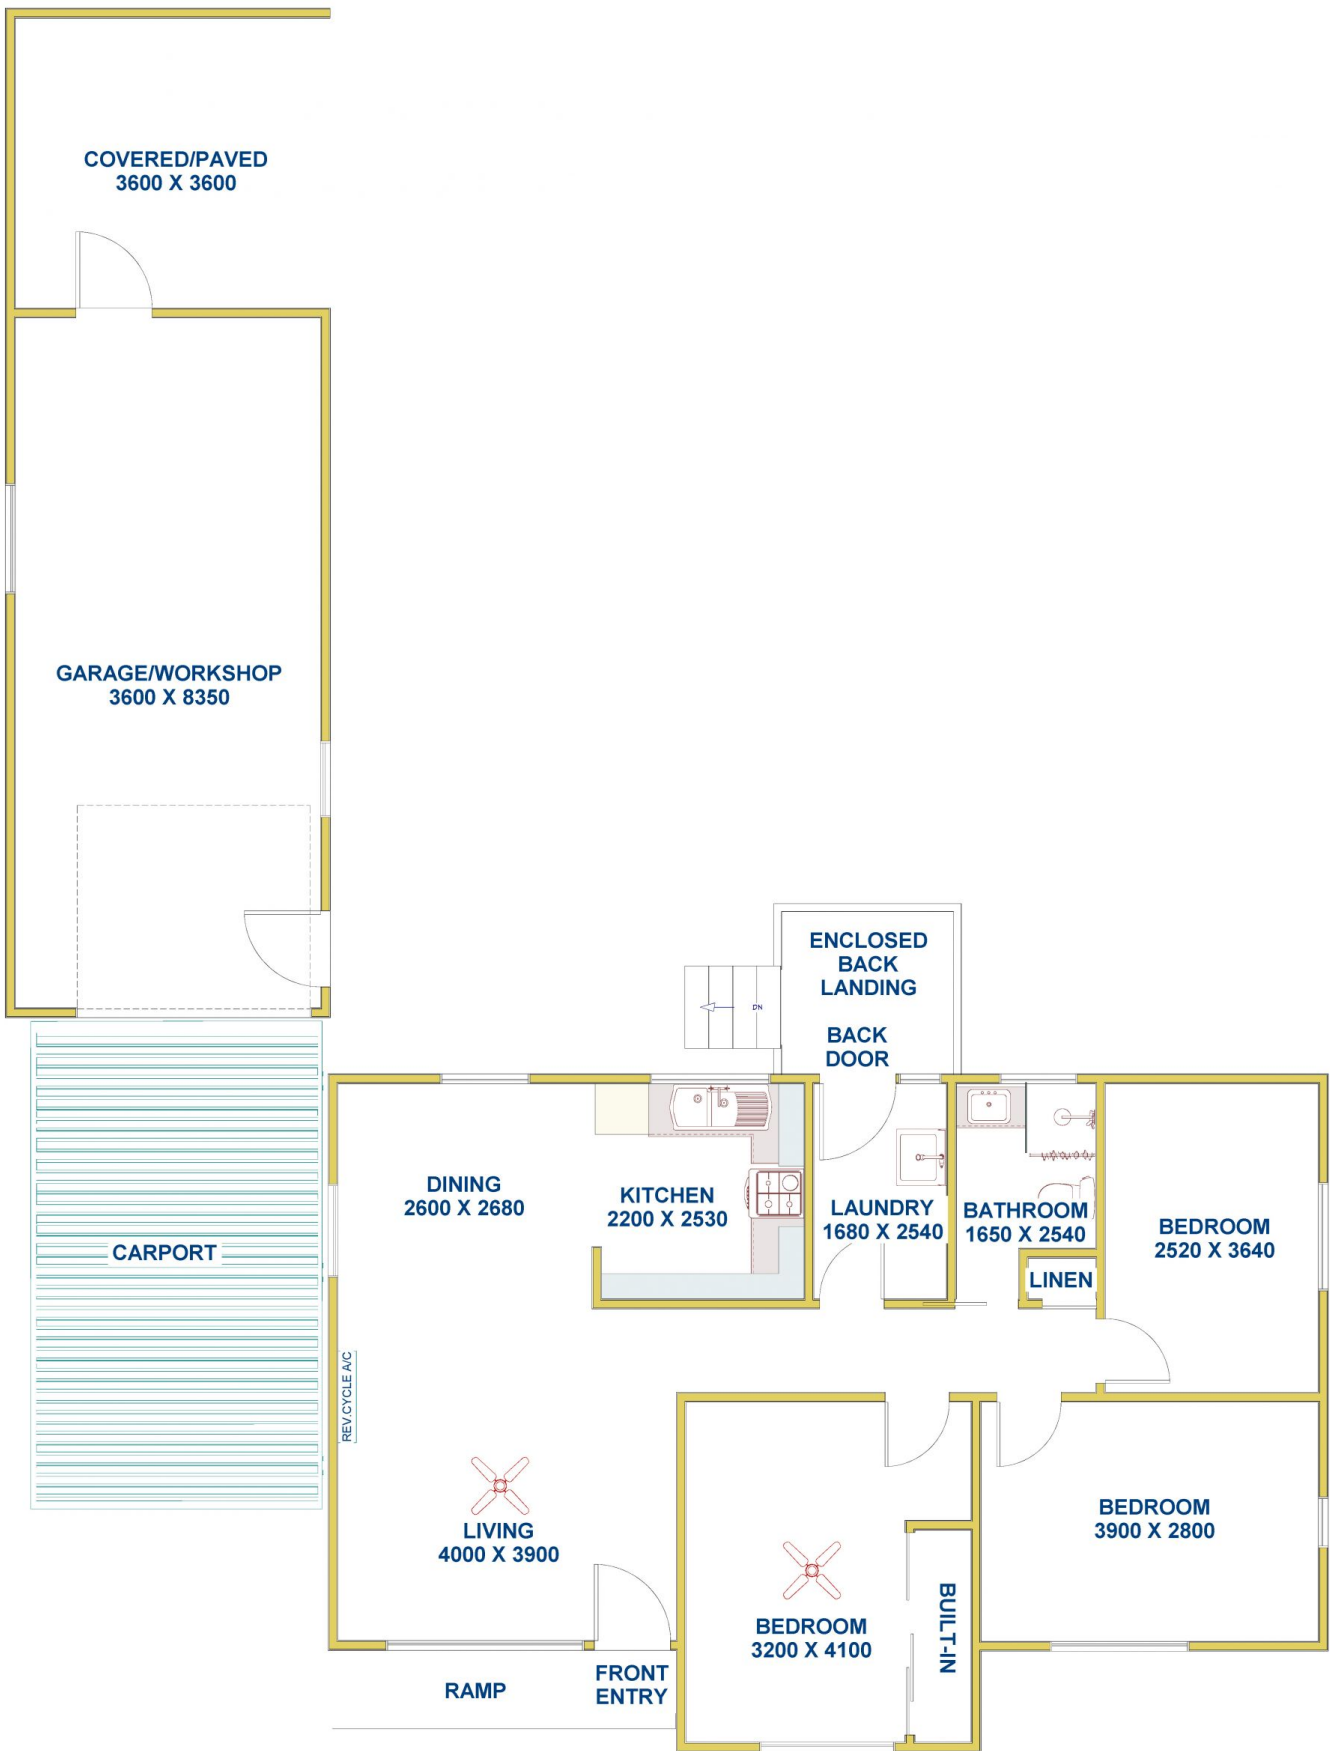 COVERED/PAVED
3600 X 3600
GARAGE/WORKSHOP
3600 X 8350
ENCLOSED
BACK
LANDING
DN
BACK
DOOR
DINING
2600 X 2680
KITCHEN
2200 X 2530
LAUNDRY
1680 X 2540
BATHROOM
1650 X 2540
BEDROOM
2520 X 3640
CARPORT
LINEN
REV.CYCLE A/C
LIVING
4000 X 3900
BEDROOM
3900 X 2800
BEDROOM
3200 X 4100
BUILT-IN
RAMP
FRONT
ENTRY